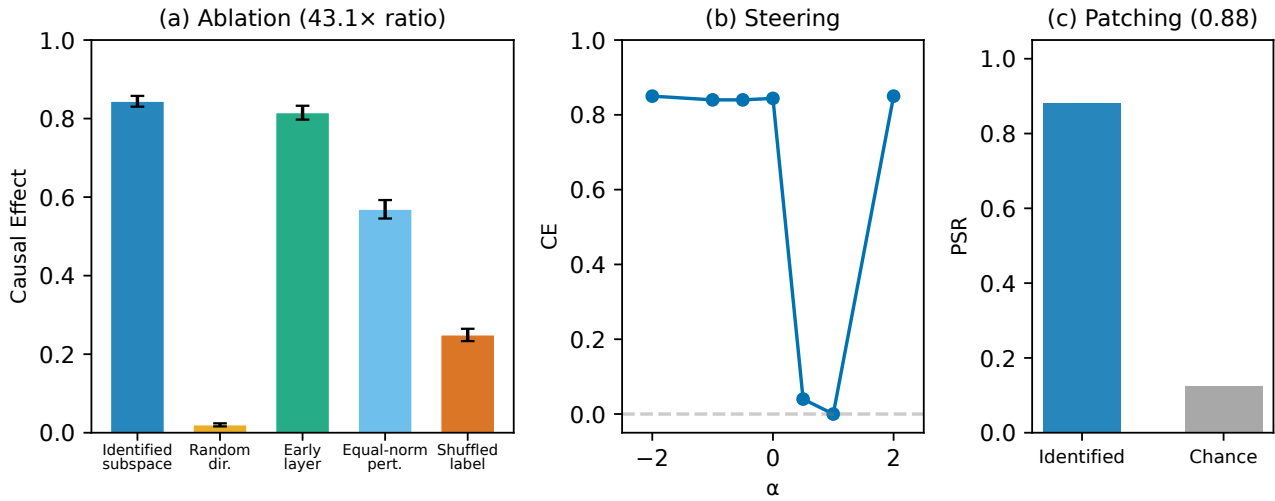 (a) Ablation (43.1× ratio)
Causal Effect
1.0
0.8
0.6
0.4
0.2
0.0
Identified
subspace
Random
dir.
Early
layer
Equal-norm
pert.
Shuffled
label
(b) Steering
CE
1.0
0.8
0.6
0.4
0.2
0.0
−2
0
2
α
(c) Patching (0.88)
PSR
1.0
0.8
0.6
0.4
0.2
0.0
Identified
Chance